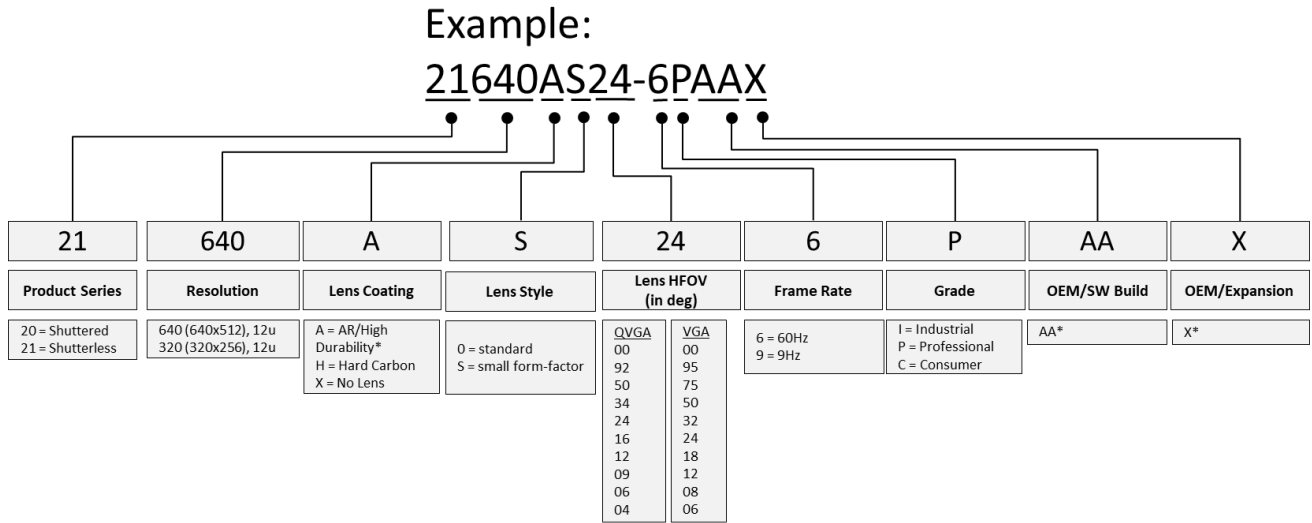 Example:
21640AS24-6PAAX
21 640 A S 24 6 P AA X
Product Series
Resolution
Lens Coating
Lens Style
Lens HFOV
(in deg)
Frame Rate
Grade
OEM/SW Build
OEM/Expansion
20 = Shuttered
21 = Shutterless
640 (640x512), 12u
320 (320x256), 12u
A = AR/High
Durability*
H = Hard Carbon
X = No Lens
0 = standard
S = small form-factor
QVGA
00
92
50
34
24
16
12
09
06
04
VGA
00
95
75
50
32
24
18
12
08
06
6 = 60Hz
9 = 9Hz
I = Industrial
P = Professional
C = Consumer
AA*
X*